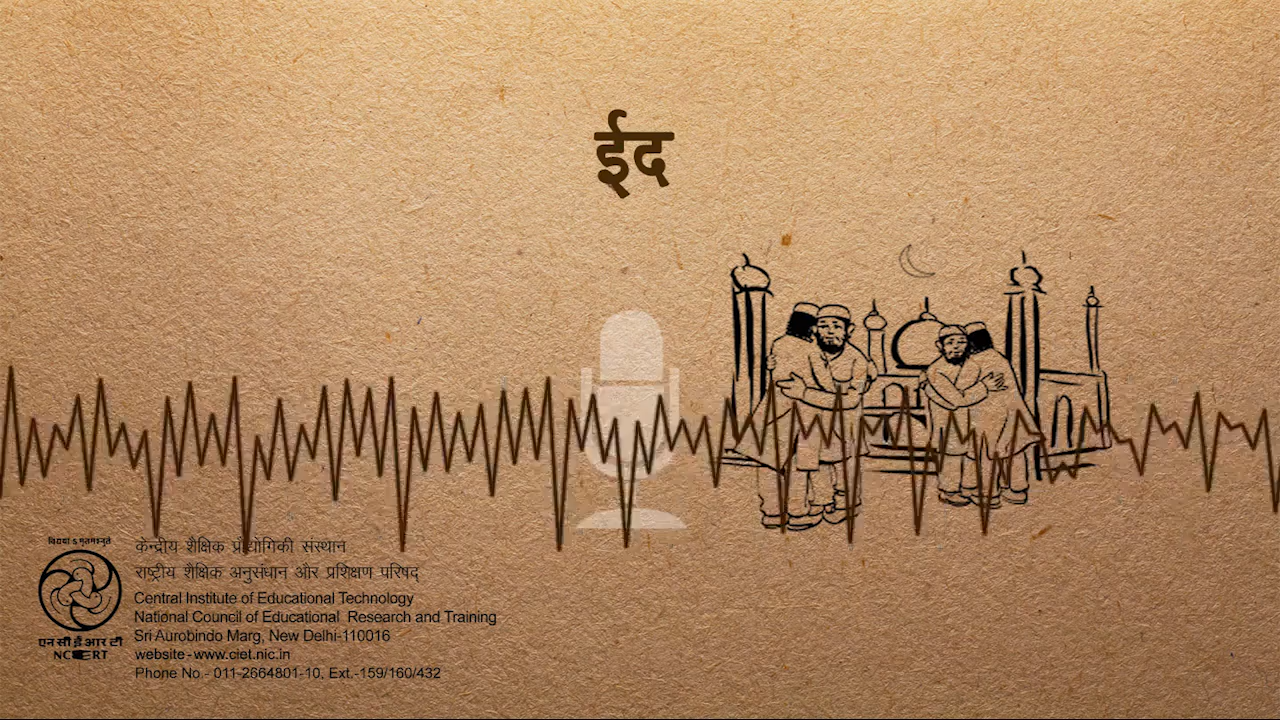 ईद
विद्यया ऽ मृतमश्नुते
एन सी ई आर टी
NCERT
केन्द्रीय शैक्षिक प्रौद्योगिकी संस्थान
राष्ट्रीय शैक्षिक अनुसंधान और प्रशिक्षण परिषद्
Central Institute of Educational Technology
National Council of Educational Research and Training
Sri Aurobindo Marg, New Delhi-110016
website - www.ciet.nic.in
Phone No.- 011-2664801-10, Ext.-159/160/432